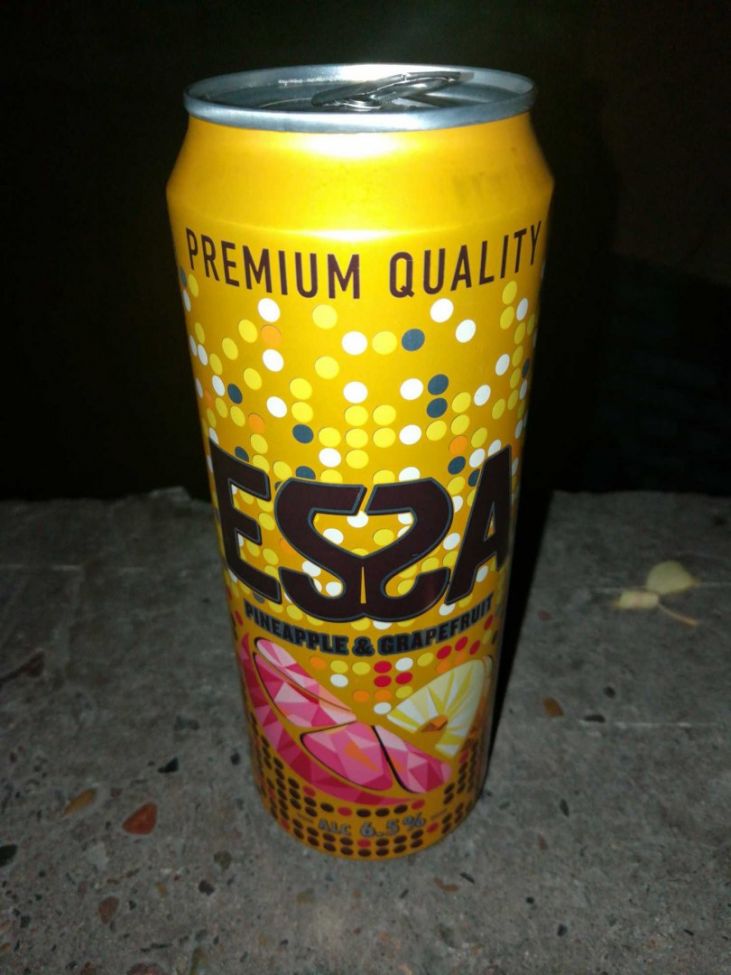 PREMIUM QUALITY
ESSA
PINEAPPLE & GRAPEFRUIT
ALC 6.5%